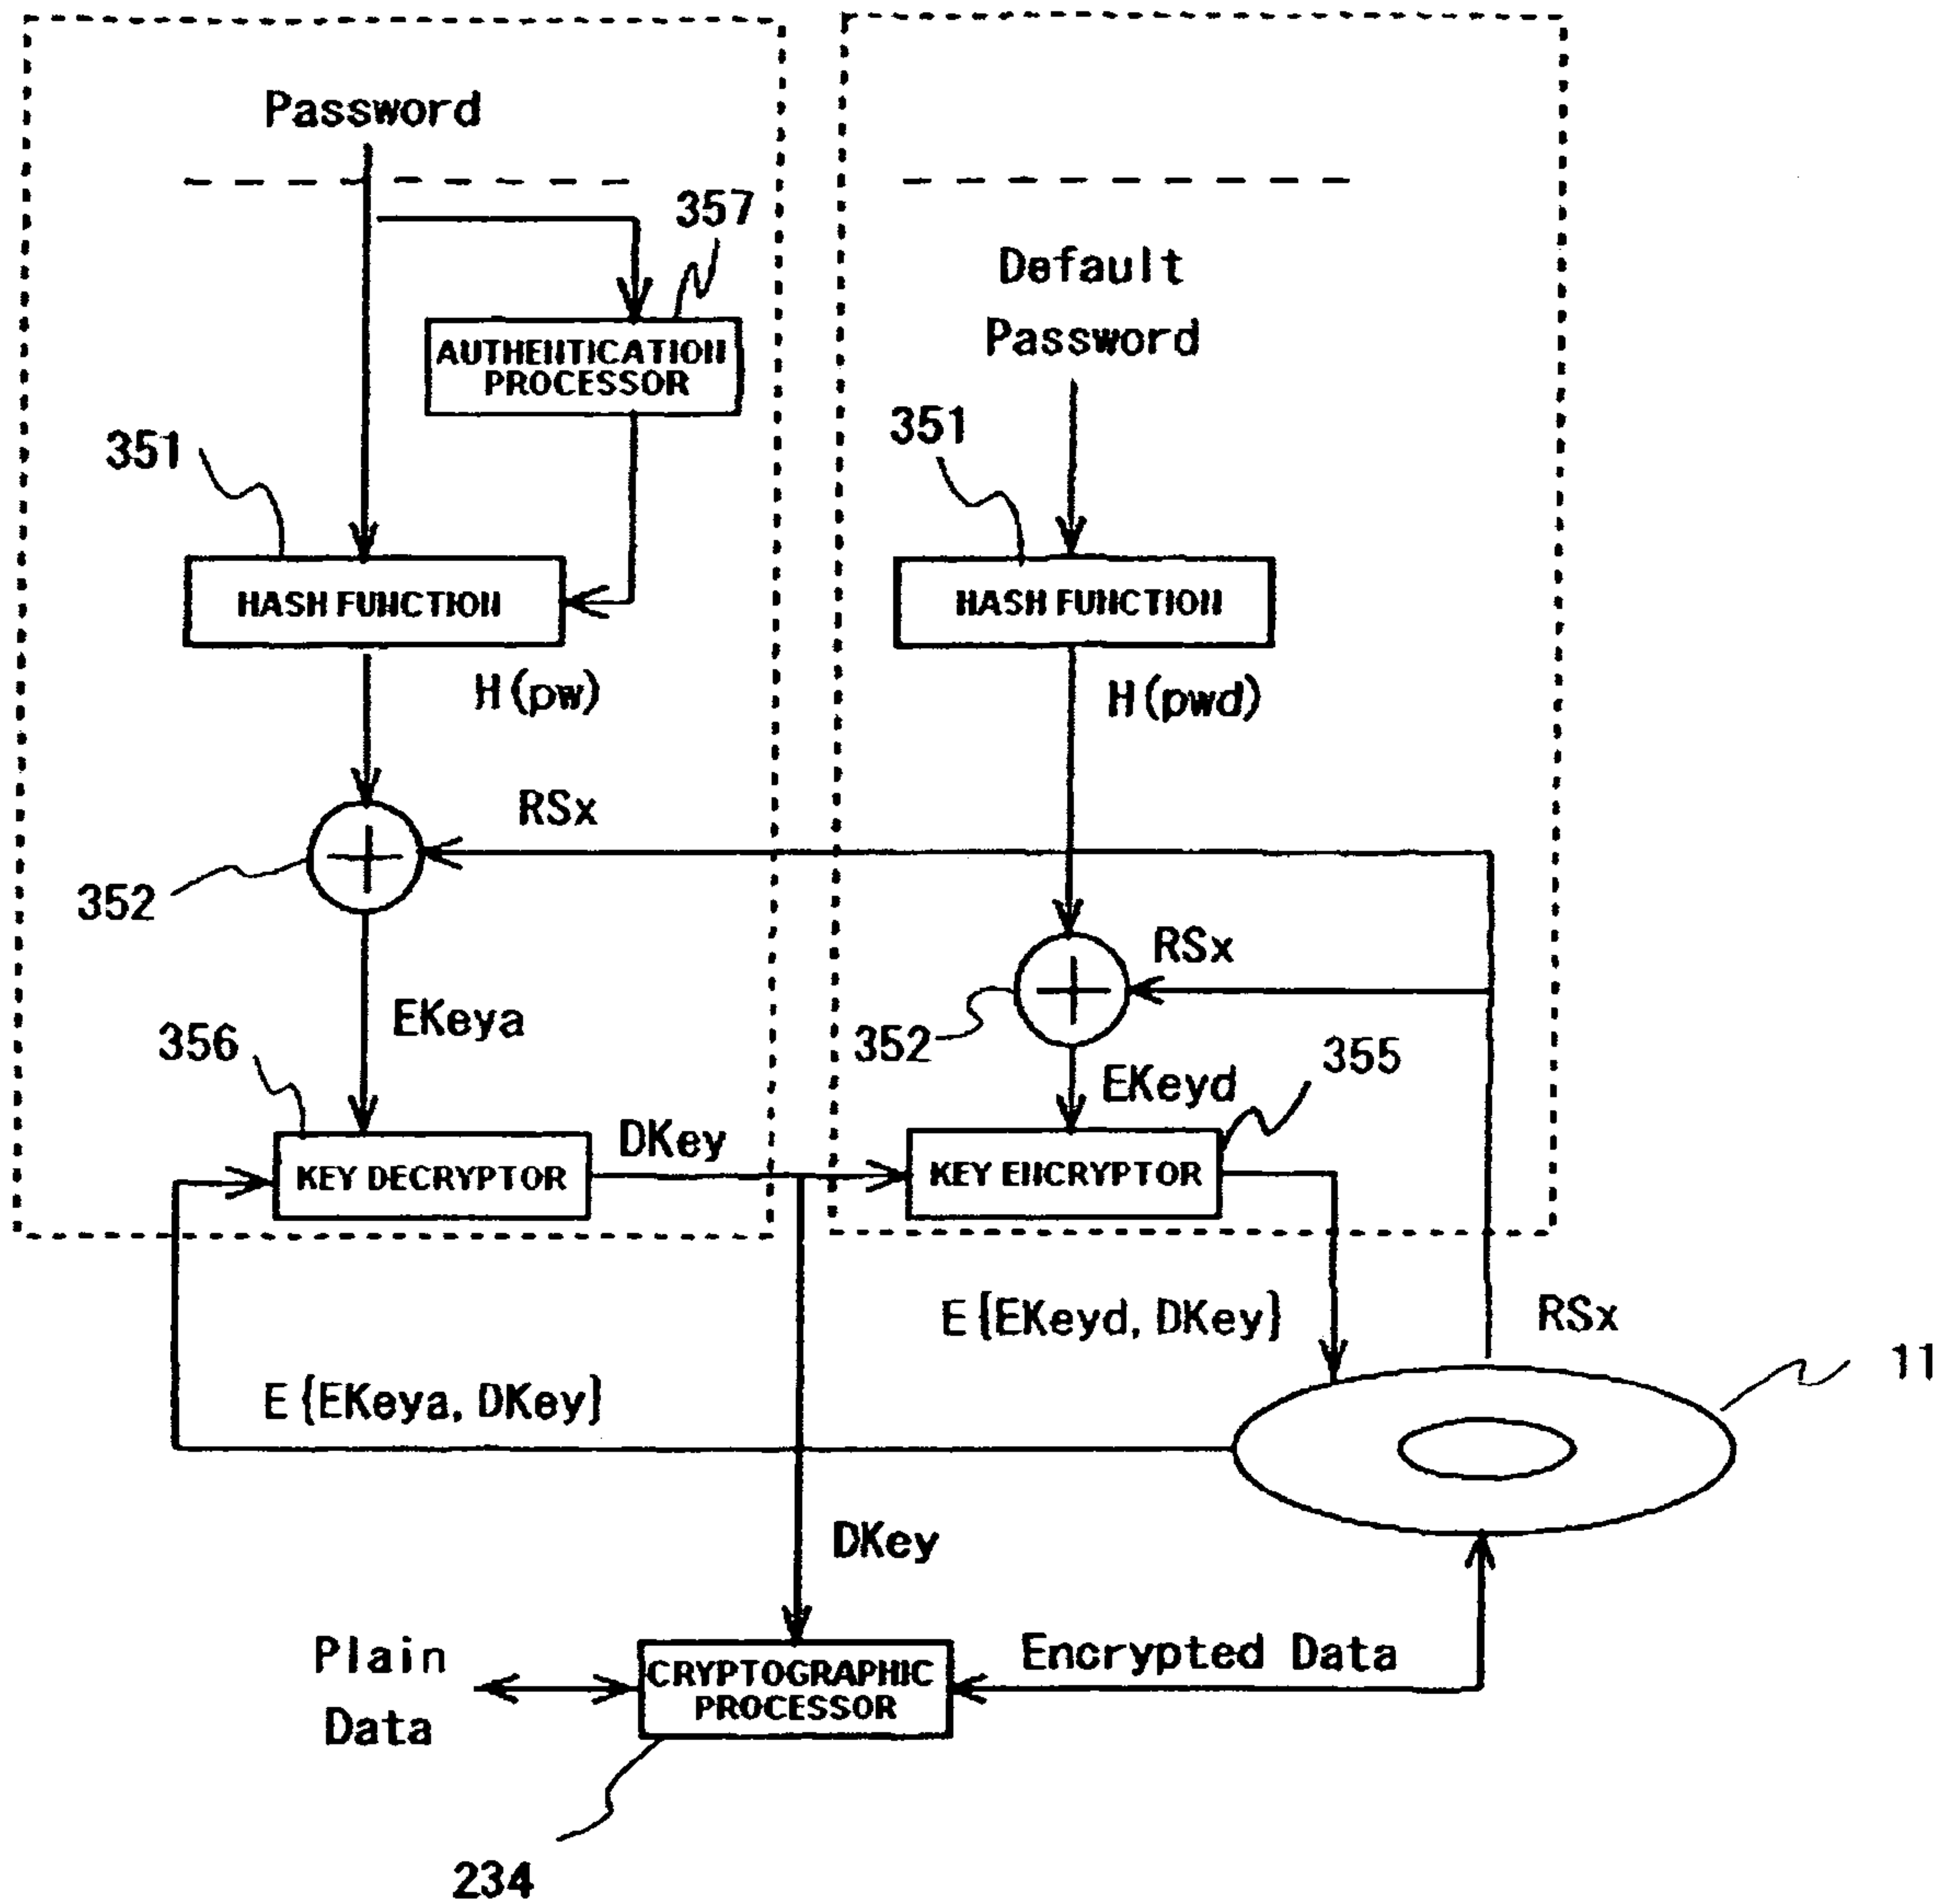 Password
357
Default
Password
AUTHENTICATION
PROCESSOR
351
351
HASH FUNCTION
HASH FUNCTION
H(pw)
H(pwd)
RSx
352
RSx
EKeya
352
356
EKeyd
355
DKey
KEY DECRYPTOR
KEY ENCRYPTOR
E{EKeyd, DKey}
RSx
11
E{EKeya, DKey}
DKey
Plain
Data
CRYPTOGRAPHIC
PROCESSOR
Encrypted Data
234